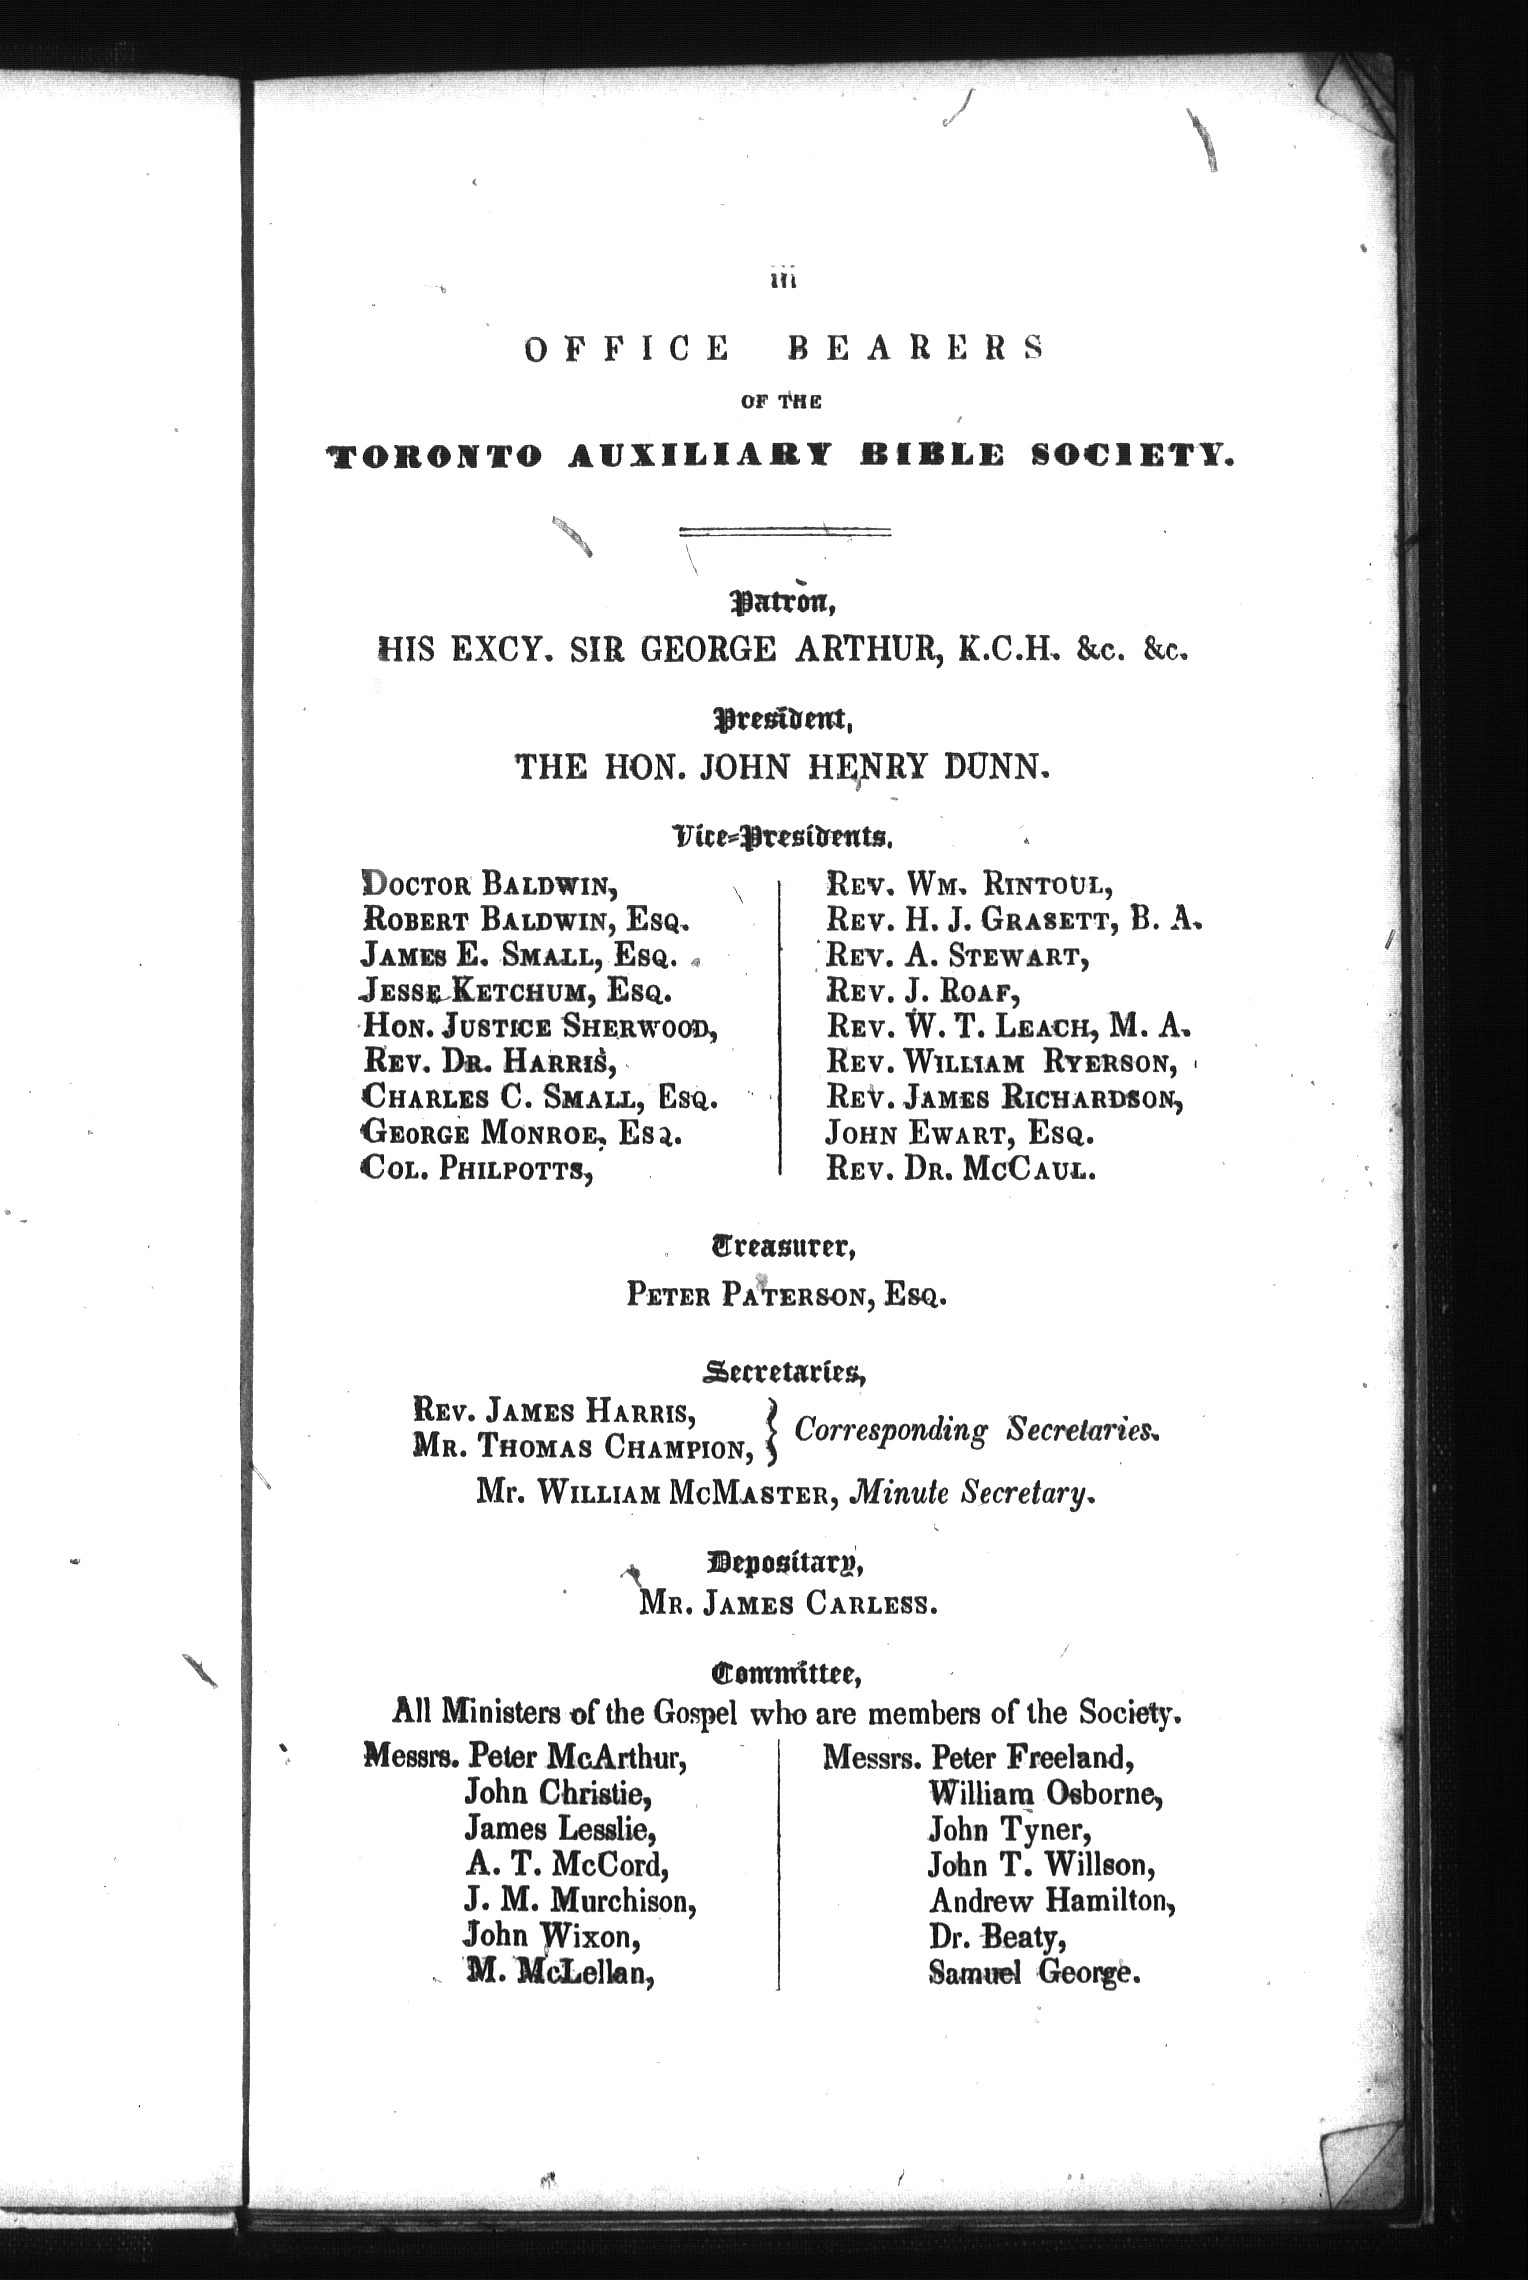 iii
OFFICE BEARERS
OF THE
TORONTO AUXILIARY BIBLE SOCIETY.
Patron,
HIS EXCY. SIR GEORGE ARTHUR, K.C.H. &c. &c.
President,
THE HON. JOHN HENRY DUNN.
Vice-Presidents.
DOCTOR BALDWIN,
ROBERT BALDWIN, ESQ.
JAMES E. SMALL, ESQ.
JESSE KETCHUM, ESQ.
HON. JUSTICE SHERWOOD,
REV. DR. HARRIS,
CHARLES C. SMALL, ESQ.
GEORGE MONROE, ESQ.
COL. PHILPOTTS,
REV. WM. RINTOUL,
REV. H. J. GRASETT, B. A.
REV. A. STEWART,
REV. J. ROAF,
REV. W. T. LEACH, M. A.
REV. WILLIAM RYERSON,
REV. JAMES RICHARDSON,
JOHN EWART, ESQ.
REV. DR. MCCAUL.
Treasurer,
PETER PATERSON, ESQ.
Secretaries,
REV. JAMES HARRIS,
MR. THOMAS CHAMPION, } Corresponding Secretaries.
Mr. WILLIAM MCMASTER, Minute Secretary.
Depositary,
MR. JAMES CARLESS.
Committee,
All Ministers of the Gospel who are members of the Society.
Messrs. Peter McArthur,
John Christie,
James Lesslie,
A. T. McCord,
J. M. Murchison,
John Wixon,
M. McLellan,
Messrs. Peter Freeland,
William Osborne,
John Tyner,
John T. Willson,
Andrew Hamilton,
Dr. Beaty,
Samuel George.